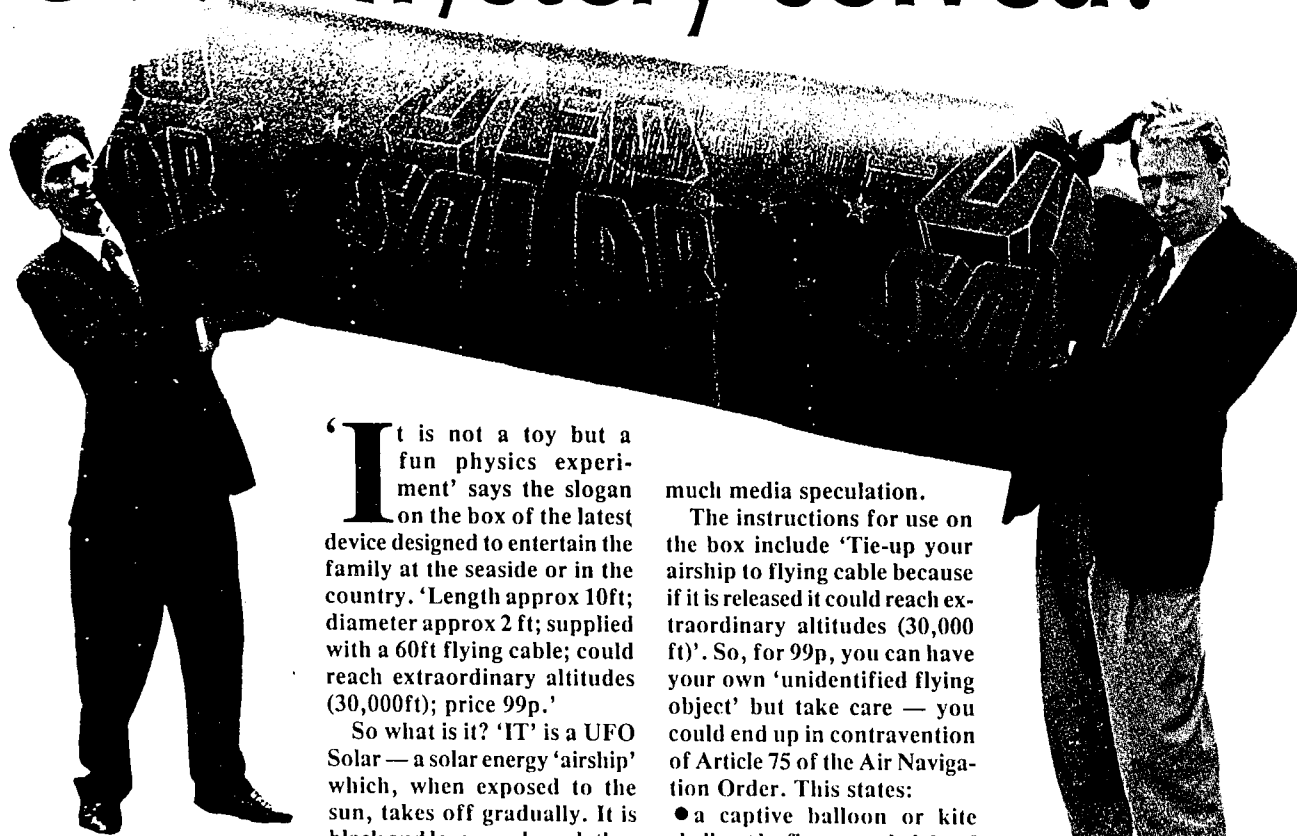 mystery solved!
UFO
SOLAR
‘It is not a toy but a
fun physics experi-
ment’ says the slogan
on the box of the latest
device designed to entertain the
family at the seaside or in the
country. ‘Length approx 10ft;
diameter approx 2 ft; supplied
with a 60ft flying cable; could
reach extraordinary altitudes
(30,000ft); price 99p.’
So what is it? ‘IT’ is a UFO
Solar — a solar energy ‘airship’
which, when exposed to the
sun, takes off gradually. It is
much media speculation.
The instructions for use on
the box include ‘Tie-up your
airship to flying cable because
if it is released it could reach ex-
traordinary altitudes (30,000
ft)’. So, for 99p, you can have
your own ‘unidentified flying
object’ but take care — you
could end up in contravention
of Article 75 of the Air Naviga-
tion Order. This states:
●a captive balloon or kite